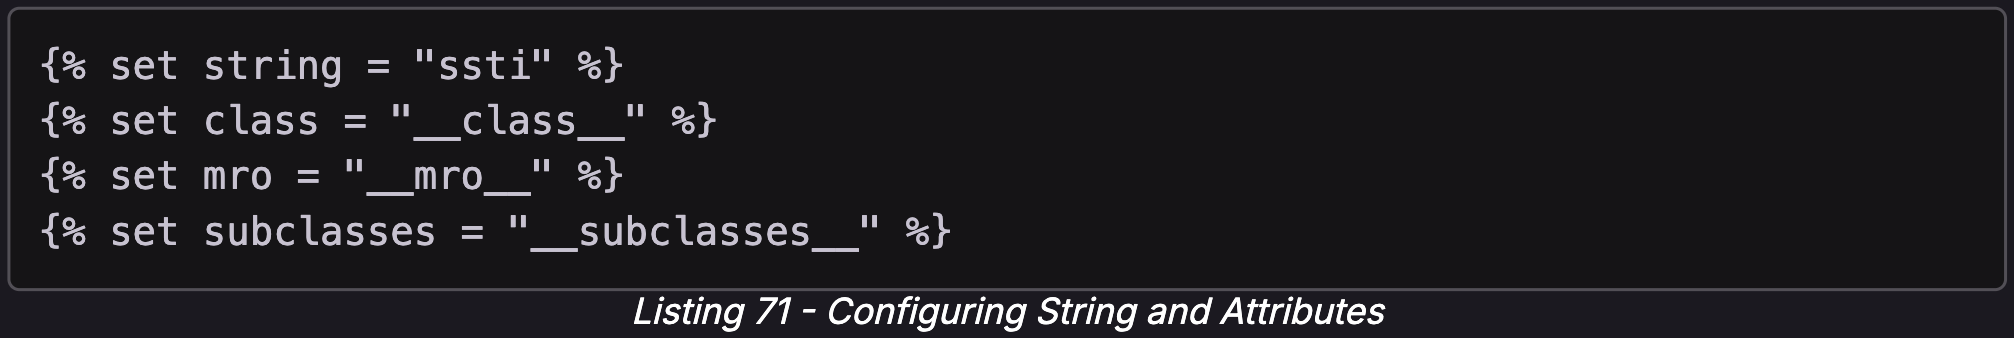 {% set string = "ssti" %}
{% set class = "__class__" %}
{% set mro = "__mro__" %}
{% set subclasses = "__subclasses__" %}
Listing 71 - Configuring String and Attributes